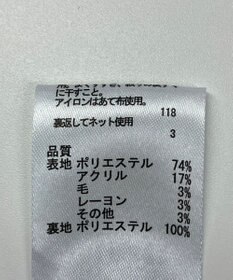 に干すこと。
アイロンはあて布使用。
118
裏返してネット使用
3
品質
表地 ポリエステル 74%
アクリル 17%
毛 3%
レーヨン 3%
その他 3%
裏地 ポリエステル 100%